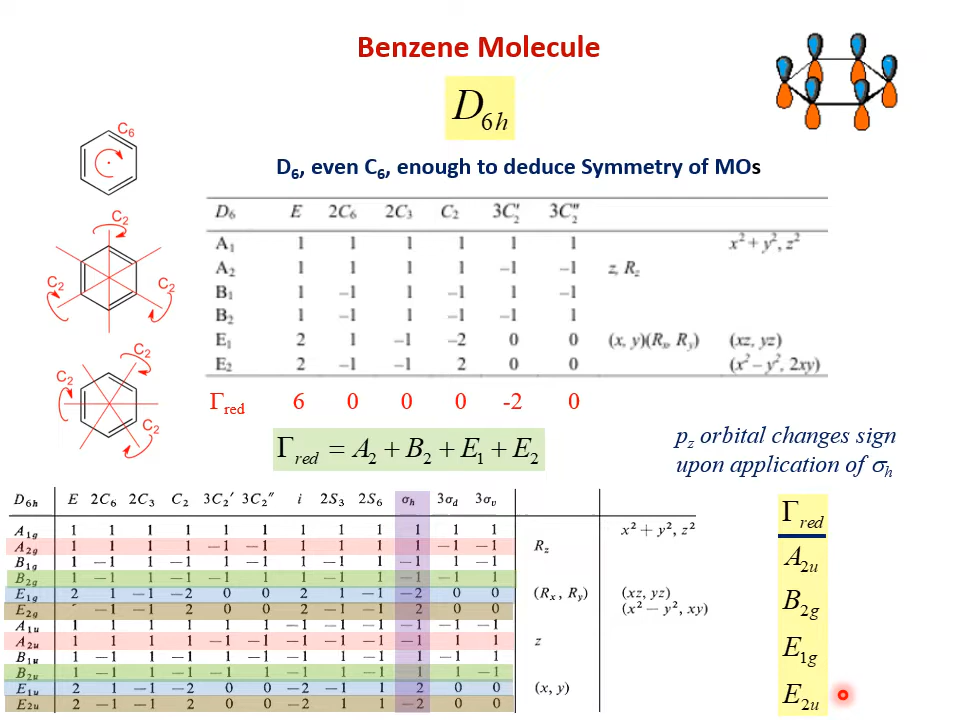 Benzene Molecule
D₆ₕ
D₆, even C₆, enough to deduce Symmetry of MOs
C₆
C₂
C₂
C₂
C₂
C₂
C₂
D₆ E 2C₆ 2C₃ C₂ 3C₂′ 3C₂″
A₁ 1 1 1 1 1 1 x² + y², z²
A₂ 1 1 1 1 −1 −1 z, R_z
B₁ 1 −1 1 −1 1 −1
B₂ 1 −1 1 −1 −1 1
E₁ 2 1 −1 −2 0 0 (x, y)(Rₓ, R_y) (xz, yz)
E₂ 2 −1 −1 2 0 0 (x² − y², 2xy)
Γred 6 0 0 0 -2 0
Γred = A₂ + B₂ + E₁ + E₂
p_z orbital changes sign
upon application of σₕ
D₆ₕ E 2C₆ 2C₃ C₂ 3C₂′ 3C₂″ i 2S₃ 2S₆ σₕ 3σ_d 3σᵥ
A₁g 1 1 1 1 1 1 1 1 1 1 1 1 x² + y², z²
A₂g 1 1 1 1 −1 −1 1 1 1 1 −1 −1 R_z
B₁g 1 −1 1 −1 1 −1 1 −1 1 −1 1 −1
B₂g 1 −1 1 −1 −1 1 1 −1 1 −1 −1 1
E₁g 2 1 −1 −2 0 0 2 1 −1 −2 0 0 (Rₓ, R_y) (xz, yz)
E₂g −1 −1 2 0 0 2 −1 −1 2 0 0 (x² − y², xy)
A₁u 1 1 1 1 1 1 −1 −1 −1 −1 −1 −1
A₂u 1 1 1 1 −1 −1 −1 −1 −1 −1 1 1 z
B₁u 1 −1 1 −1 1 −1 −1 1 −1 1 −1 1
B₂u 1 −1 1 −1 −1 1 −1 1 −1 1 1 −1
E₁u 2 1 −1 −2 0 0 −2 −1 1 2 0 0 (x, y)
E₂u 2 −1 −1 2 0 0 −2 1 1 −2 0 0
Γred
A₂u
B₂g
E₁g
E₂u